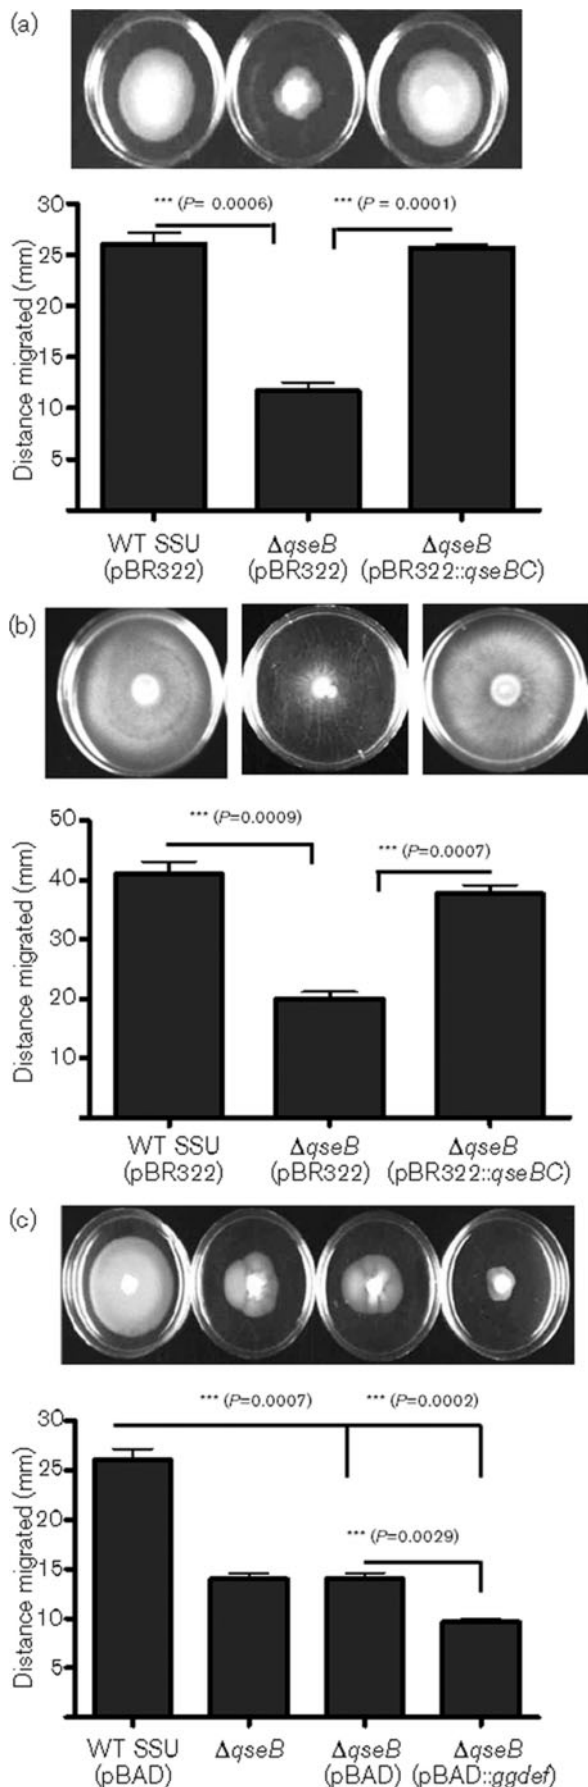 (a)
*** (P= 0.0006) *** (P= 0.0001)
Distance migrated (mm)
30
25
20
15
10
5
WT SSU ΔqseB ΔqseB
(pBR322) (pBR322) (pBR322::qseBC)
(b)
*** (P=0.0009)
*** (P=0.0007)
Distance migrated (mm)
50
40
30
20
10
WT SSU ΔqseB ΔqseB
(pBR322) (pBR322) (pBR322::qseBC)
(c)
*** (P=0.0007) *** (P=0.0002)
*** (P=0.0029)
Distance migrated (mm)
30
25
20
15
10
5
WT SSU ΔqseB ΔqseB ΔqseB
(pBAD) (pBAD) (pBAD::ggdef)